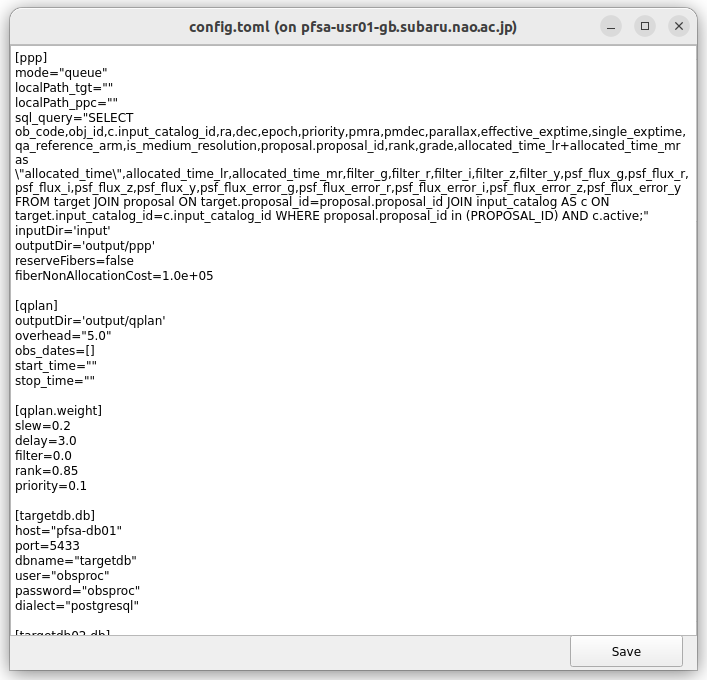 config.toml (on pfsa-usr01-gb.subaru.nao.ac.jp)
[ppp]
mode="queue"
localPath_tgt=""
localPath_ppc=""
sql_query="SELECT
ob_code,obj_id,c.input_catalog_id,ra,dec,epoch,priority,pmra,pmdec,parallax,effective_exptime,single_exptime,
qa_reference_arm,is_medium_resolution,proposal.proposal_id,rank,grade,allocated_time_lr+allocated_time_mr
as
\"allocated_time\",allocated_time_lr,allocated_time_mr,filter_g,filter_r,filter_i,filter_z,filter_y,psf_flux_g,psf_flux_r,
psf_flux_i,psf_flux_z,psf_flux_y,psf_flux_error_g,psf_flux_error_r,psf_flux_error_i,psf_flux_error_z,psf_flux_error_y
FROM target JOIN proposal ON target.proposal_id=proposal.proposal_id JOIN input_catalog AS c ON
target.input_catalog_id=c.input_catalog_id WHERE proposal.proposal_id in (PROPOSAL_ID) AND c.active;"
inputDir='input'
outputDir='output/ppp'
reserveFibers=false
fiberNonAllocationCost=1.0e+05
[qplan]
outputDir='output/qplan'
overhead="5.0"
obs_dates=[]
start_time=""
stop_time=""
[qplan.weight]
slew=0.2
delay=3.0
filter=0.0
rank=0.85
priority=0.1
[targetdb.db]
host="pfsa-db01"
port=5433
dbname="targetdb"
user="obsproc"
password="obsproc"
dialect="postgresql"
[targetdb02.db]
Save